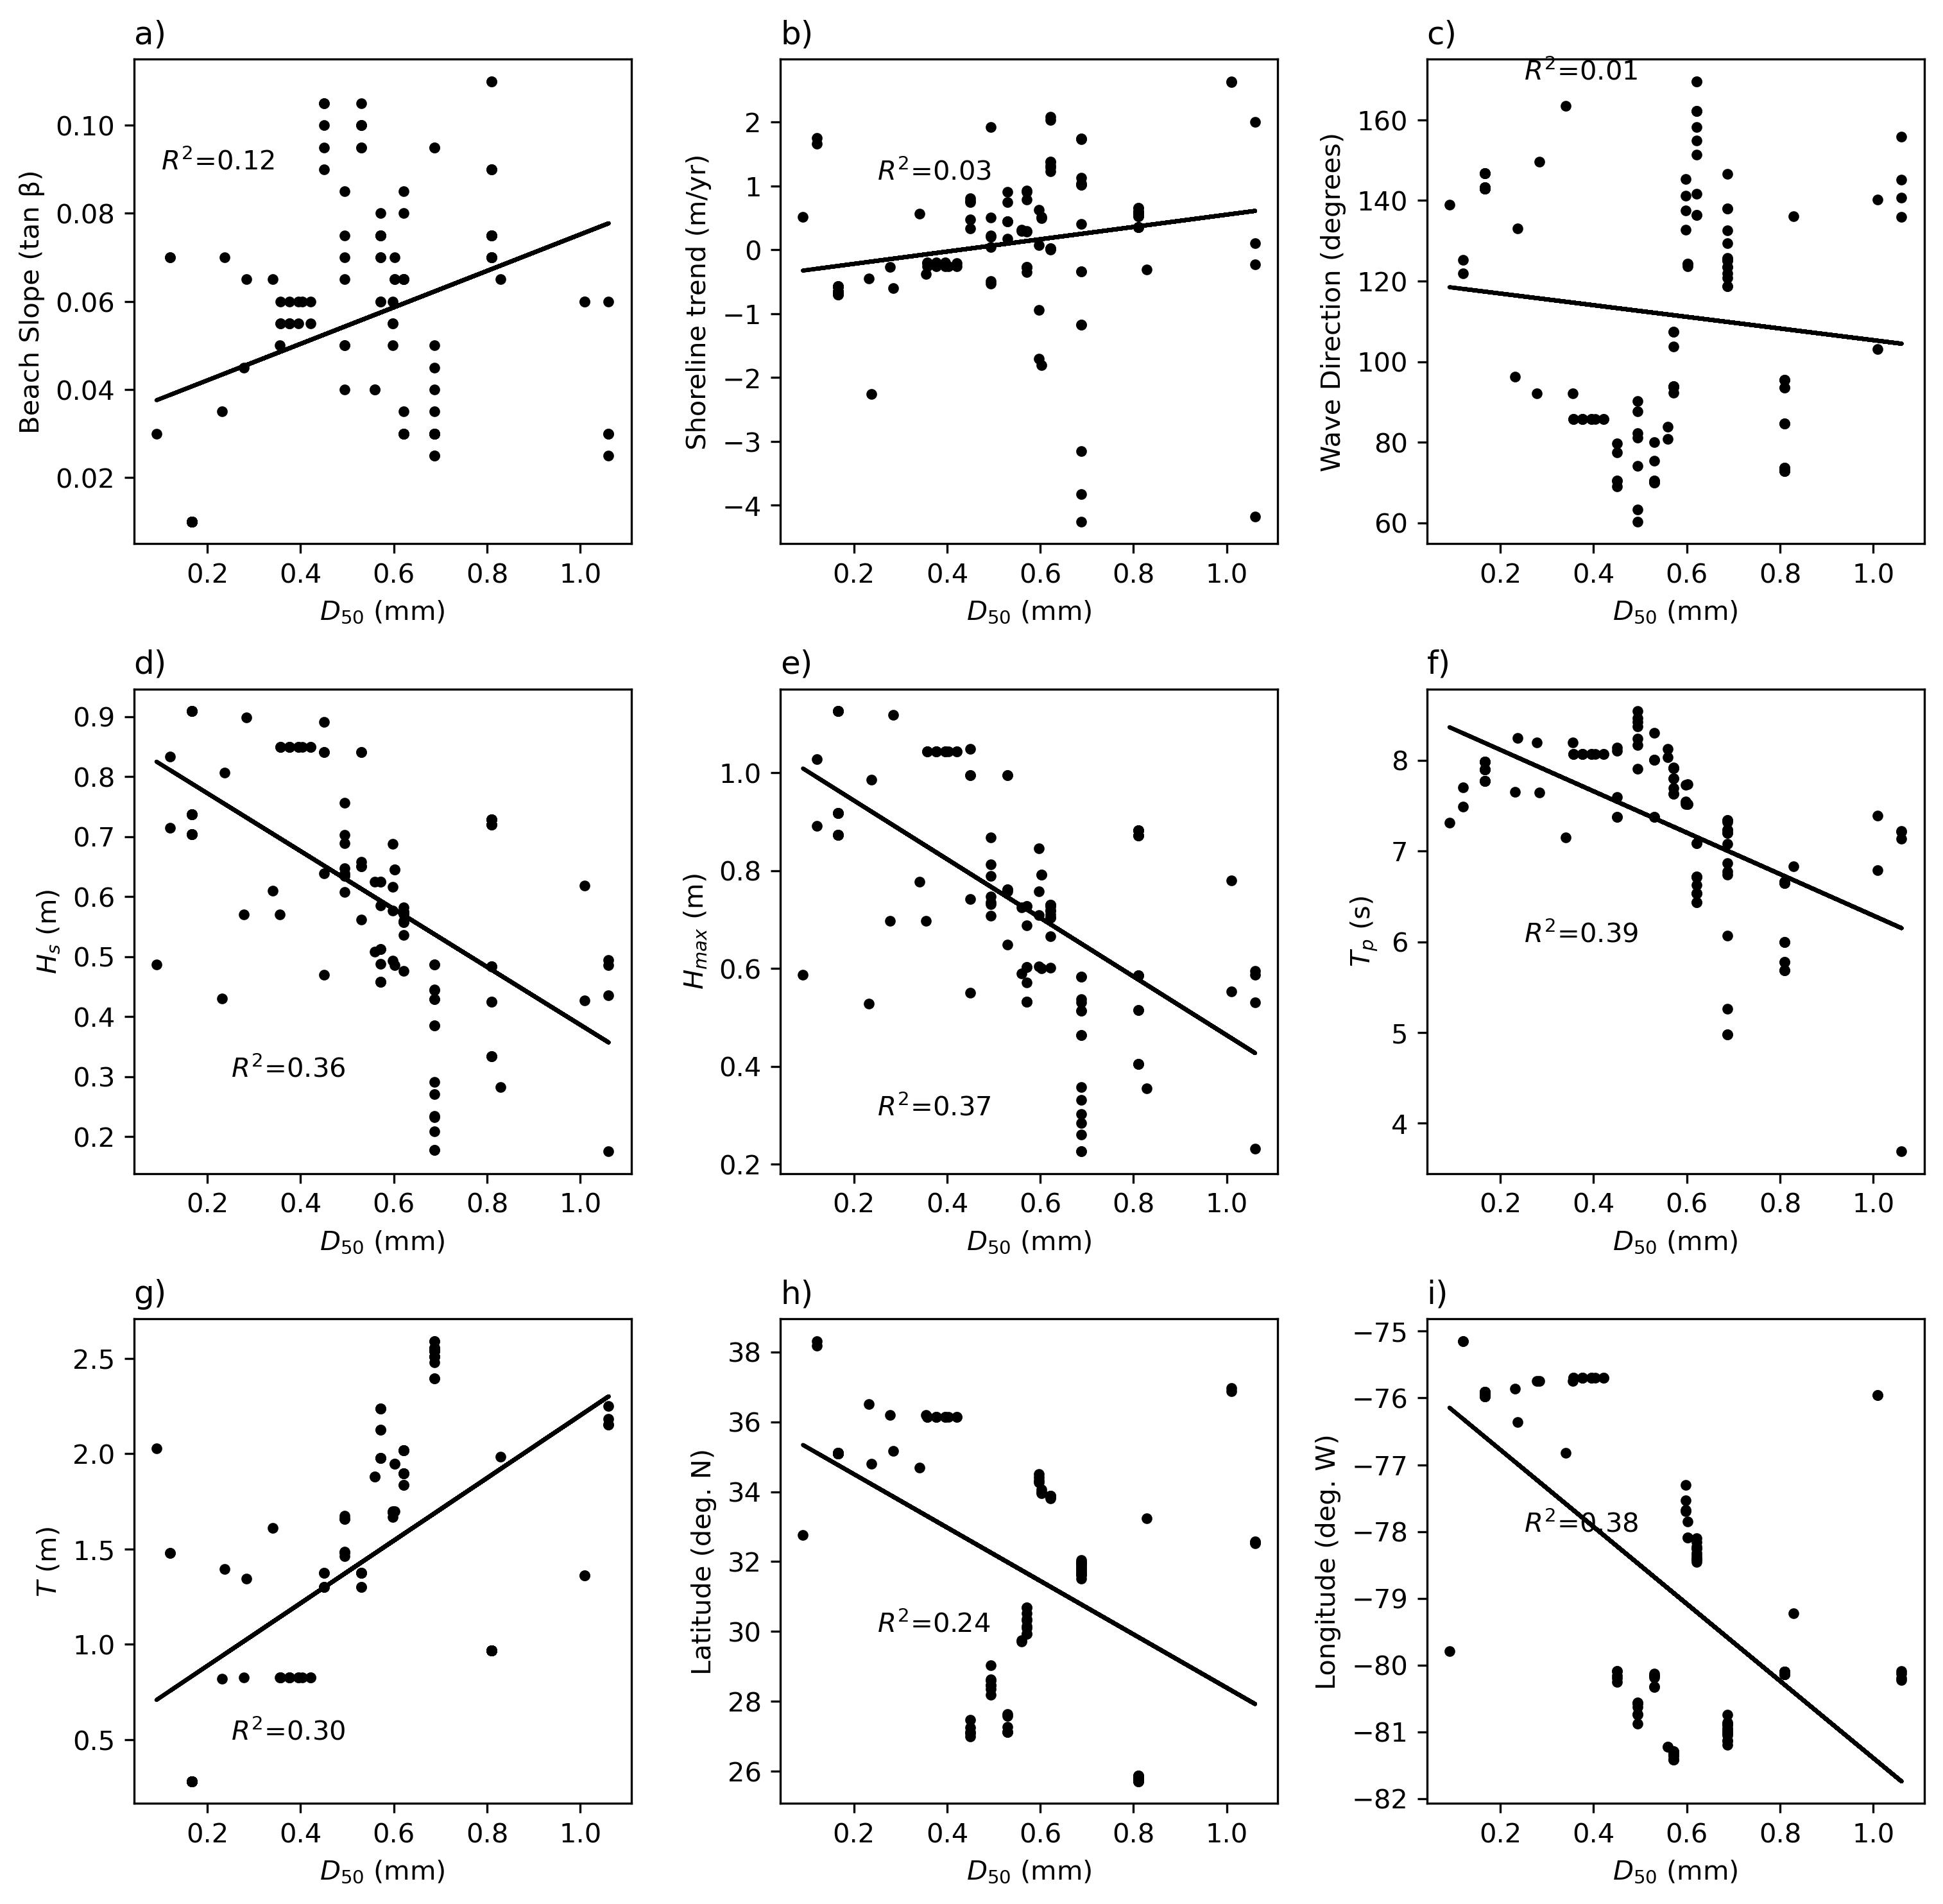 a)
R²=0.12
Beach Slope (tan β)
0.10
0.08
0.06
0.04
0.02
0.2 0.4 0.6 0.8 1.0
D₅₀ (mm)
b)
R²=0.03
Shoreline trend (m/yr)
2
1
0
−1
−2
−3
−4
0.2 0.4 0.6 0.8 1.0
D₅₀ (mm)
c)
R²=0.01
Wave Direction (degrees)
160
140
120
100
80
60
0.2 0.4 0.6 0.8 1.0
D₅₀ (mm)
d)
R²=0.36
Hₛ (m)
0.9
0.8
0.7
0.6
0.5
0.4
0.3
0.2
0.2 0.4 0.6 0.8 1.0
D₅₀ (mm)
e)
R²=0.37
Hₘₐₓ (m)
1.0
0.8
0.6
0.4
0.2
0.2 0.4 0.6 0.8 1.0
D₅₀ (mm)
f)
R²=0.39
Tₚ (s)
8
7
6
5
4
0.2 0.4 0.6 0.8 1.0
D₅₀ (mm)
g)
R²=0.30
T (m)
2.5
2.0
1.5
1.0
0.5
0.2 0.4 0.6 0.8 1.0
D₅₀ (mm)
h)
R²=0.24
Latitude (deg. N)
38
36
34
32
30
28
26
0.2 0.4 0.6 0.8 1.0
D₅₀ (mm)
i)
R²=0.38
Longitude (deg. W)
−75
−76
−77
−78
−79
−80
−81
−82
0.2 0.4 0.6 0.8 1.0
D₅₀ (mm)